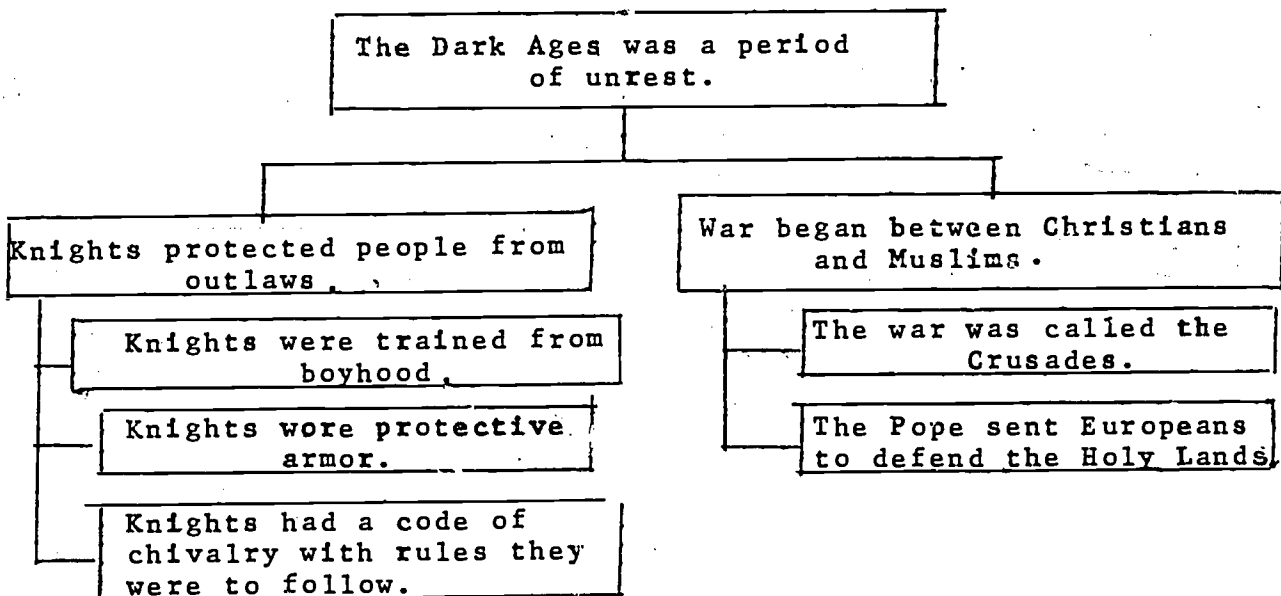 The Dark Ages was a period
of unrest.
Knights protected people from
outlaws.
Knights were trained from
boyhood.
Knights wore protective
armor.
Knights had a code of
chivalry with rules they
were to follow.
War began between Christians
and Muslims.
The war was called the
Crusades.
The Pope sent Europeans
to defend the Holy Lands.